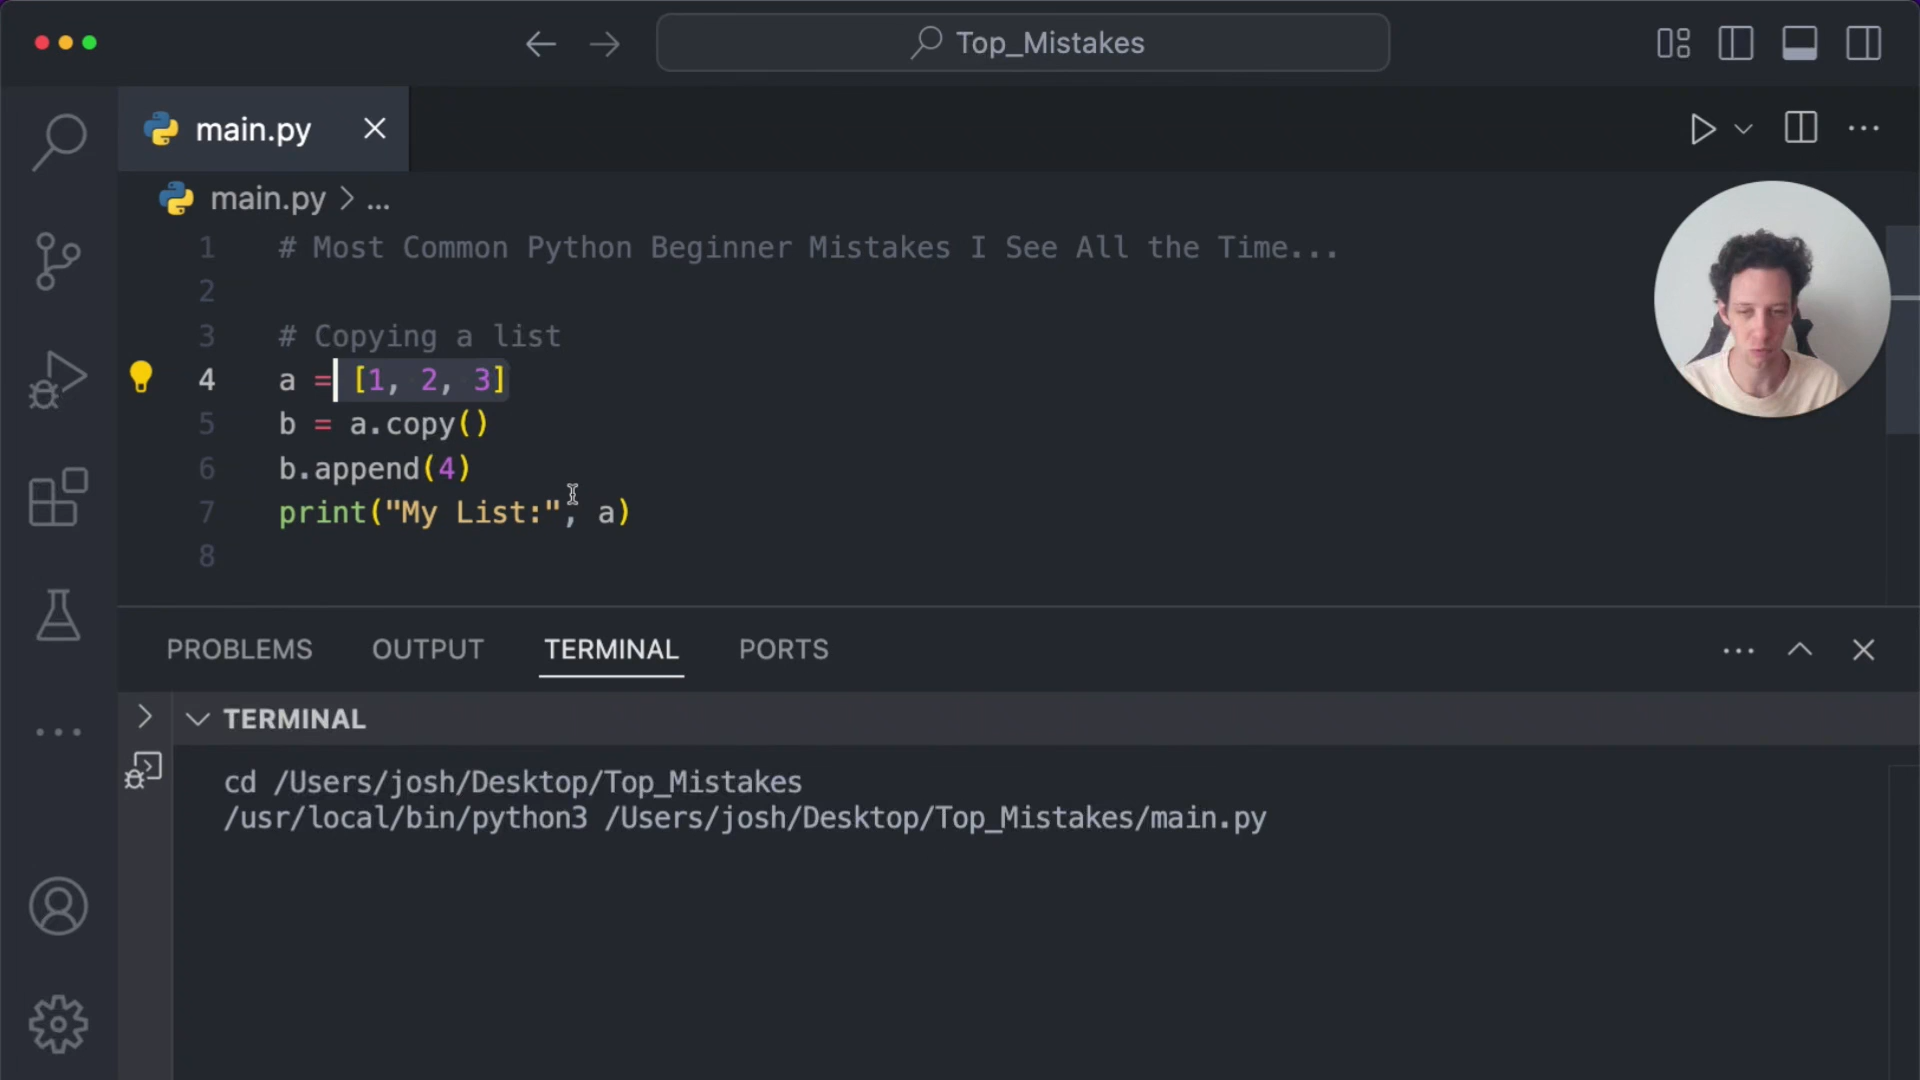 Top_Mistakes
main.py
main.py > ...
1 # Most Common Python Beginner Mistakes I See All the Time...
2
3 # Copying a list
4 a = [1, 2, 3]
5 b = a.copy()
6 b.append(4)
7 print("My List:", a)
8
PROBLEMS OUTPUT TERMINAL PORTS
TERMINAL
cd /Users/josh/Desktop/Top_Mistakes
/usr/local/bin/python3 /Users/josh/Desktop/Top_Mistakes/main.py